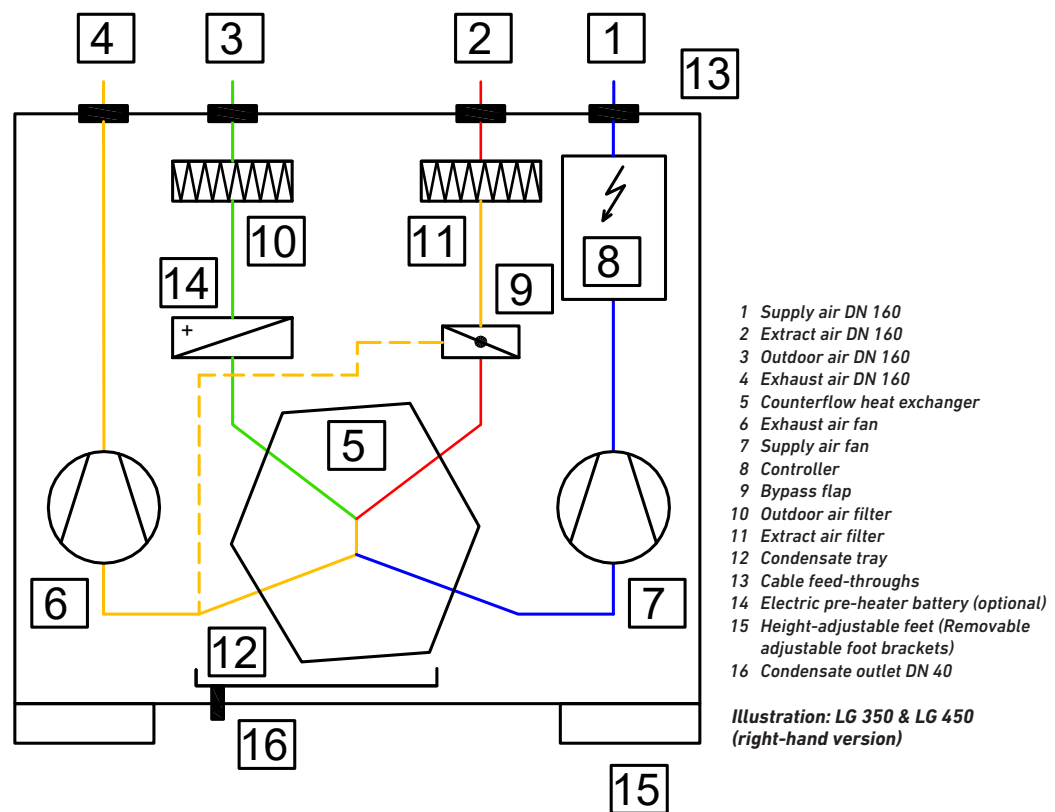 4
3
2
1
13
10
11
8
14
9
+
5
6
7
12
16
15
1 Supply air DN 160
2 Extract air DN 160
3 Outdoor air DN 160
4 Exhaust air DN 160
5 Counterflow heat exchanger
6 Exhaust air fan
7 Supply air fan
8 Controller
9 Bypass flap
10 Outdoor air filter
11 Extract air filter
12 Condensate tray
13 Cable feed-throughs
14 Electric pre-heater battery (optional)
15 Height-adjustable feet (Removable
adjustable foot brackets)
16 Condensate outlet DN 40
Illustration: LG 350 & LG 450
(right-hand version)